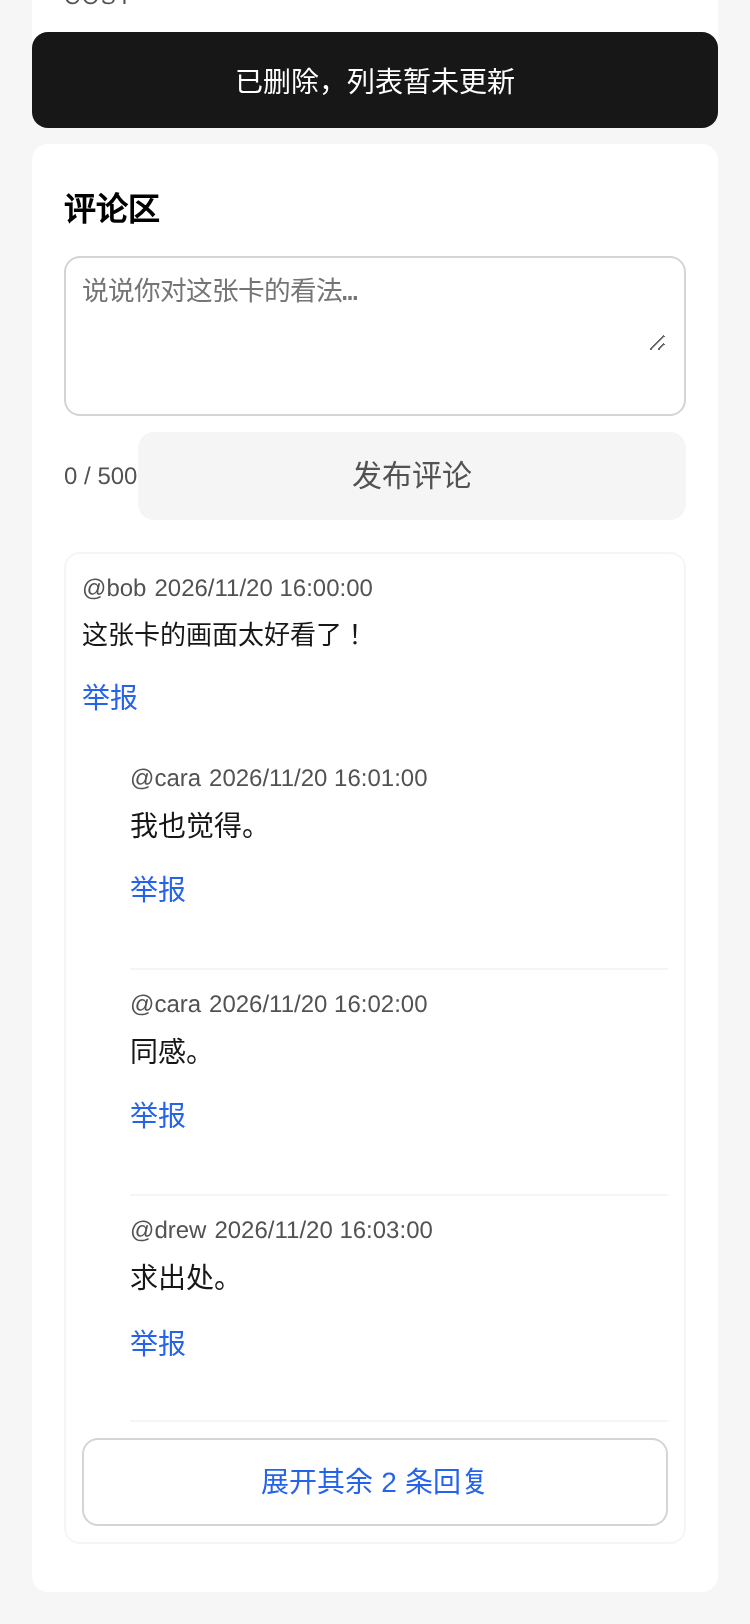 已删除，列表暂未更新
评论区
说说你对这张卡的看法…
0 / 500
发布评论
@bob 2026/11/20 16:00:00
这张卡的画面太好看了！
举报
@cara 2026/11/20 16:01:00
我也觉得。
举报
@cara 2026/11/20 16:02:00
同感。
举报
@drew 2026/11/20 16:03:00
求出处。
举报
展开其余 2 条回复